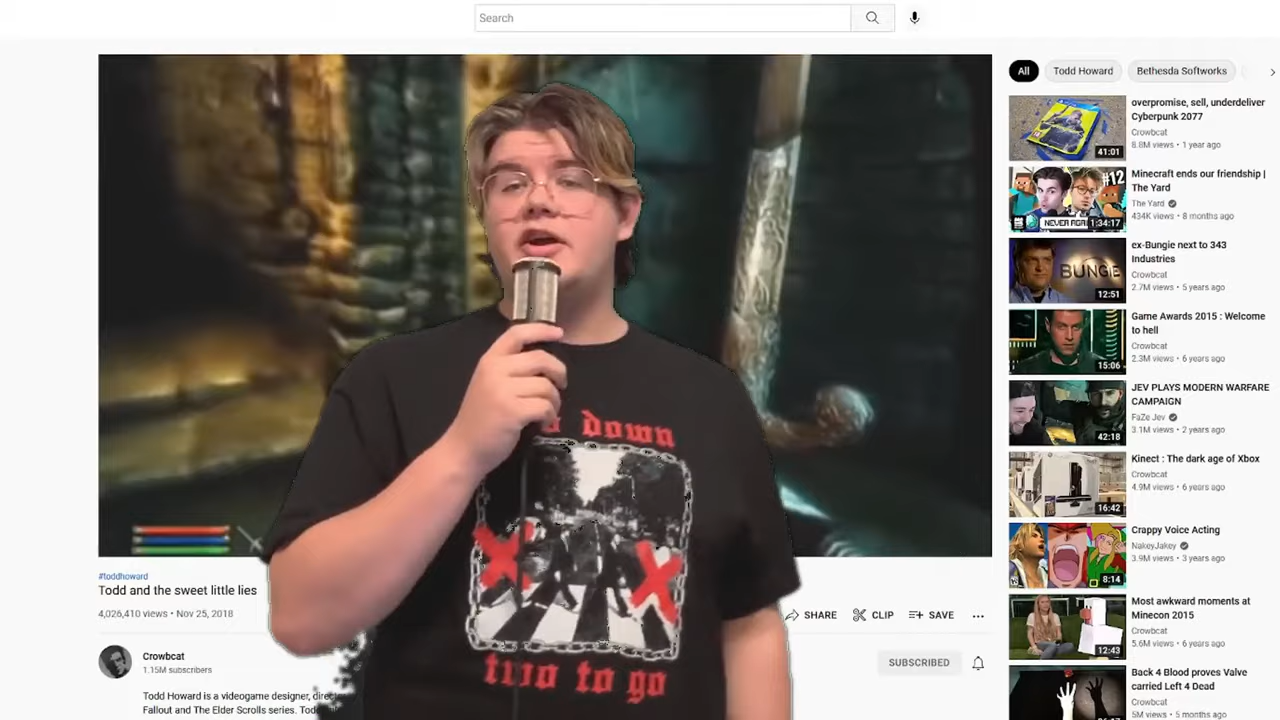 Search
All
Todd Howard
Bethesda Softworks
overpromise, sell, underdeliver
Cyberpunk 2077
Crowbcat
8.8M views • 1 year ago
41:01
Minecraft ends our friendship |
The Yard
The Yard
434K views • 8 months ago
#12
NEVER AGAI
1:34:17
ex-Bungie next to 343
Industries
Crowbcat
2.7M views • 5 years ago
BUNGE
12:51
Game Awards 2015 : Welcome
to hell
Crowbcat
2.3M views • 6 years ago
15:06
JEV PLAYS MODERN WARFARE
CAMPAIGN
FaZe Jev
3.1M views • 2 years ago
42:18
Kinect : The dark age of Xbox
Crowbcat
4.9M views • 6 years ago
16:42
Crappy Voice Acting
NakeyJakey
3.9M views • 3 years ago
8:14
Most awkward moments at
Minecon 2015
Crowbcat
5.6M views • 6 years ago
12:43
Back 4 Blood proves Valve
carried Left 4 Dead
Crowbcat
5M views • 5 months ago
down
two to go
#toddhoward
Todd and the sweet little lies
4,026,410 views • Nov 25, 2018
SHARE
CLIP
SAVE
Crowbcat
1.15M subscribers
SUBSCRIBED
Todd Howard is a videogame designer, direc
Fallout and The Elder Scrolls series. Tod